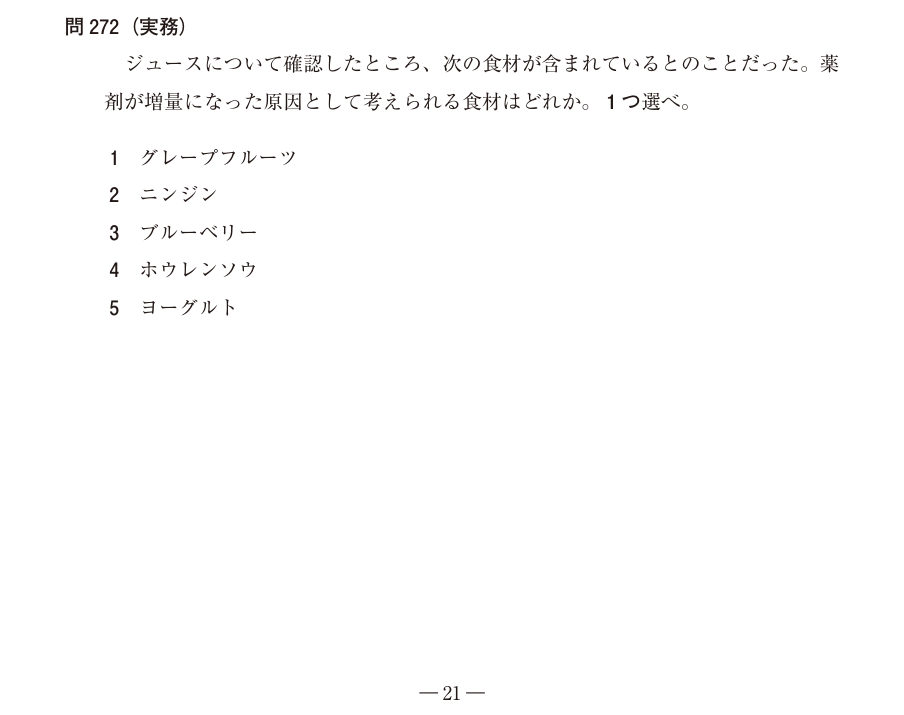 問 272（実務）
ジュースについて確認したところ、次の食材が含まれているとのことだった。薬
剤が増量になった原因として考えられる食材はどれか。1つ選べ。
1 グレープフルーツ
2 ニンジン
3 ブルーベリー
4 ホウレンソウ
5 ヨーグルト
― 21 ―